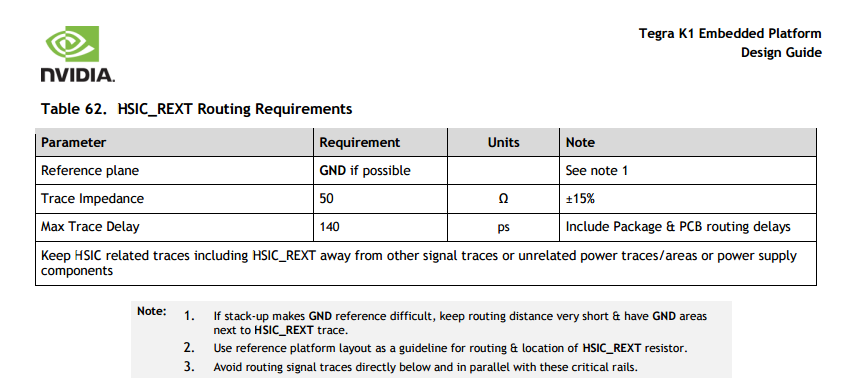 Tegra K1 Embedded Platform
Design Guide
NVIDIA.
Table 62. HSIC_REXT Routing Requirements
Parameter Requirement Units Note
Reference plane GND if possible See note 1
Trace Impedance 50 Ω ±15%
Max Trace Delay 140 ps Include Package & PCB routing delays
Keep HSIC related traces including HSIC_REXT away from other signal traces or unrelated power traces/areas or power supply
components
Note: 1. If stack-up makes GND reference difficult, keep routing distance very short & have GND areas
next to HSIC_REXT trace.
2. Use reference platform layout as a guideline for routing & location of HSIC_REXT resistor.
3. Avoid routing signal traces directly below and in parallel with these critical rails.